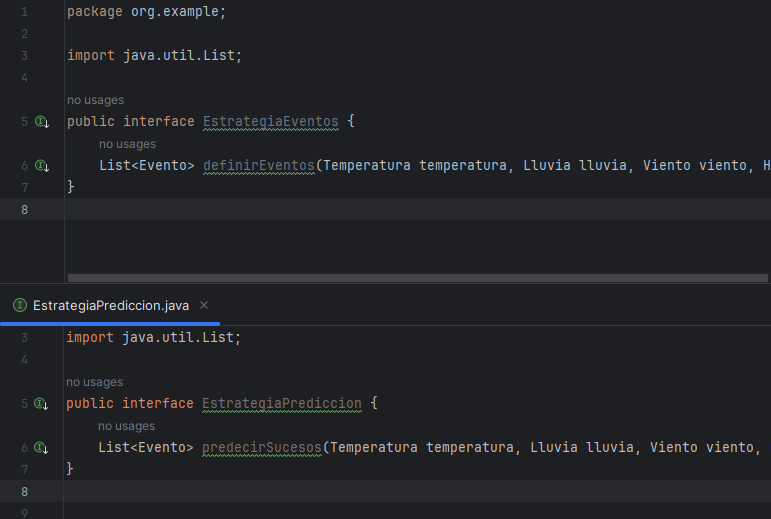 1 package org.example;
2
3 import java.util.List;
4
no usages
5 public interface EstrategiaEventos {
no usages
6 List<Evento> definirEventos(Temperatura temperatura, Lluvia lluvia, Viento viento, H
7 }
8
EstrategiaPrediccion.java ×
3 import java.util.List;
4
no usages
5 public interface EstrategiaPrediccion {
no usages
6 List<Evento> predecirSucesos(Temperatura temperatura, Lluvia lluvia, Viento viento,
7 }
8
9